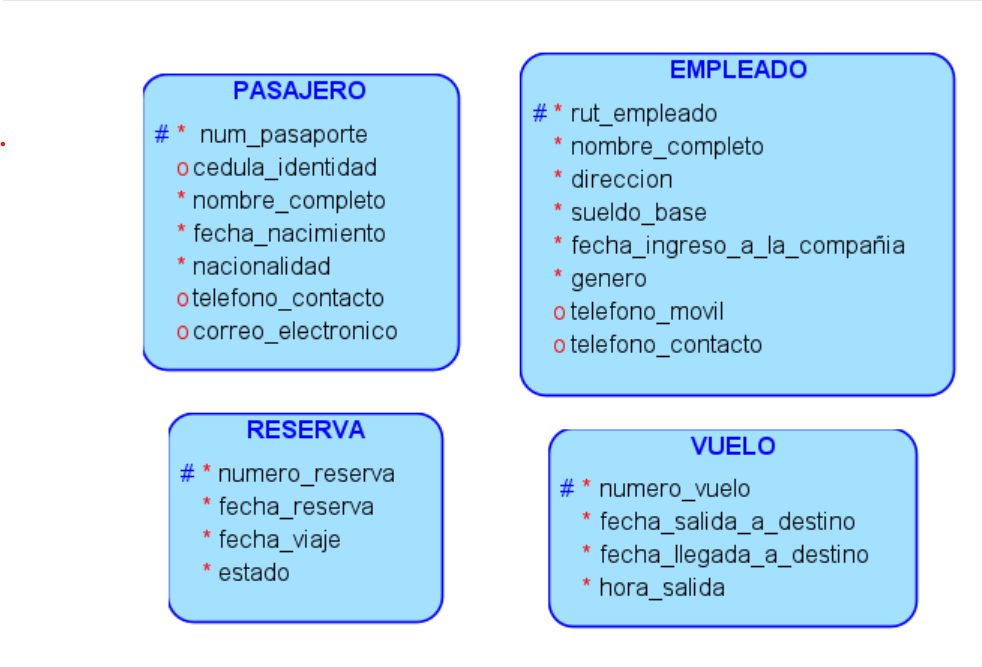 PASAJERO
# * num_pasaporte
o cedula_identidad
* nombre_completo
* fecha_nacimiento
* nacionalidad
o telefono_contacto
o correo_electronico
EMPLEADO
# * rut_empleado
* nombre_completo
* direccion
* sueldo_base
* fecha_ingreso_a_la_compañia
* genero
o telefono_movil
o telefono_contacto
RESERVA
# * numero_reserva
* fecha_reserva
* fecha_viaje
* estado
VUELO
# * numero_vuelo
* fecha_salida_a_destino
* fecha_llegada_a_destino
* hora_salida